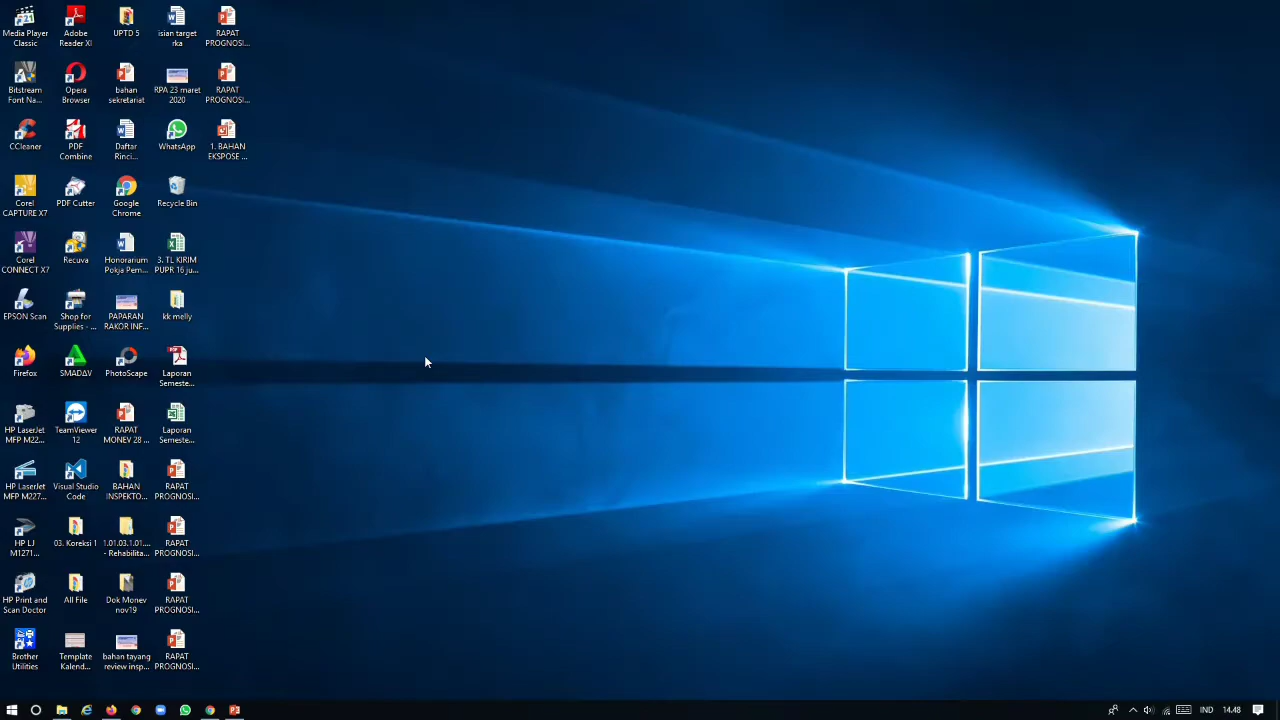 Media Player
Classic
Adobe
Reader XI
UPTD 5
isian target
rka
RAPAT
PROGNOSI...
Bitstream
Font Na...
Opera
Browser
bahan
sekretariat
RPA 23 maret
2020
RAPAT
PROGNOSI...
CCleaner
PDF
Combine
Daftar
Rinci...
WhatsApp
1. BAHAN
EKSPOSE ...
Corel
CAPTURE X7
PDF Cutter
Google
Chrome
Recycle Bin
Corel
CONNECT X7
Recuva
Honorarium
Pokja Pem...
3. TL KIRIM
PUPR 16 ju...
EPSON Scan
Shop for
Supplies - ...
PAPARAN
RAKOR INF...
kk melly
Firefox
SMADΔV
PhotoScape
Laporan
Semeste...
HP LaserJet
MFP M22...
TeamViewer
12
RAPAT
MONEV 28 ...
Laporan
Semeste...
HP LaserJet
MFP M227...
Visual Studio
Code
BAHAN
INSPEKTO...
RAPAT
PROGNOSI...
HP LJ
M1271...
03. Koreksi 1
1.01.03.1.01....
- Rehabilita...
RAPAT
PROGNOSI...
HP Print and
Scan Doctor
All File
Dok Monev
nov19
RAPAT
PROGNOSI...
Brother
Utilities
Template
Kalend...
bahan tayang
review insp...
RAPAT
PROGNOSI...
IND
14.48